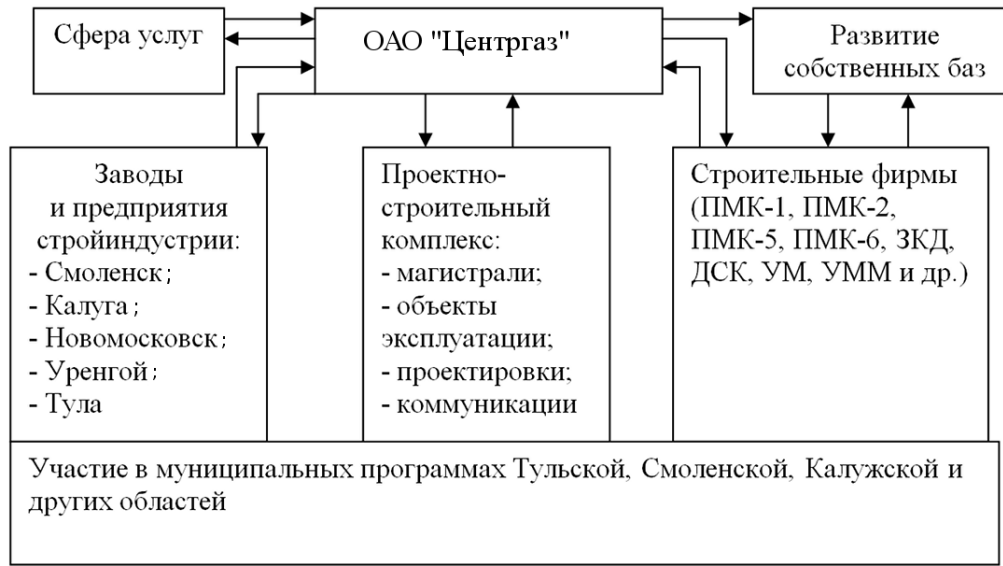 Сфера услуг
ОАО "Центргаз"
Развитие
собственных баз
Заводы
и предприятия
стройиндустрии:
- Смоленск;
- Калуга;
- Новомосковск;
- Уренгой;
- Тула
Проектно-
строительный
комплекс:
- магистрали;
- объекты
эксплуатации;
- проектировки;
- коммуникации
Строительные фирмы
(ПМК-1, ПМК-2,
ПМК-5, ПМК-6, ЗКД,
ДСК, УМ, УММ и др.)
Участие в муниципальных программах Тульской, Смоленской, Калужской и
других областей